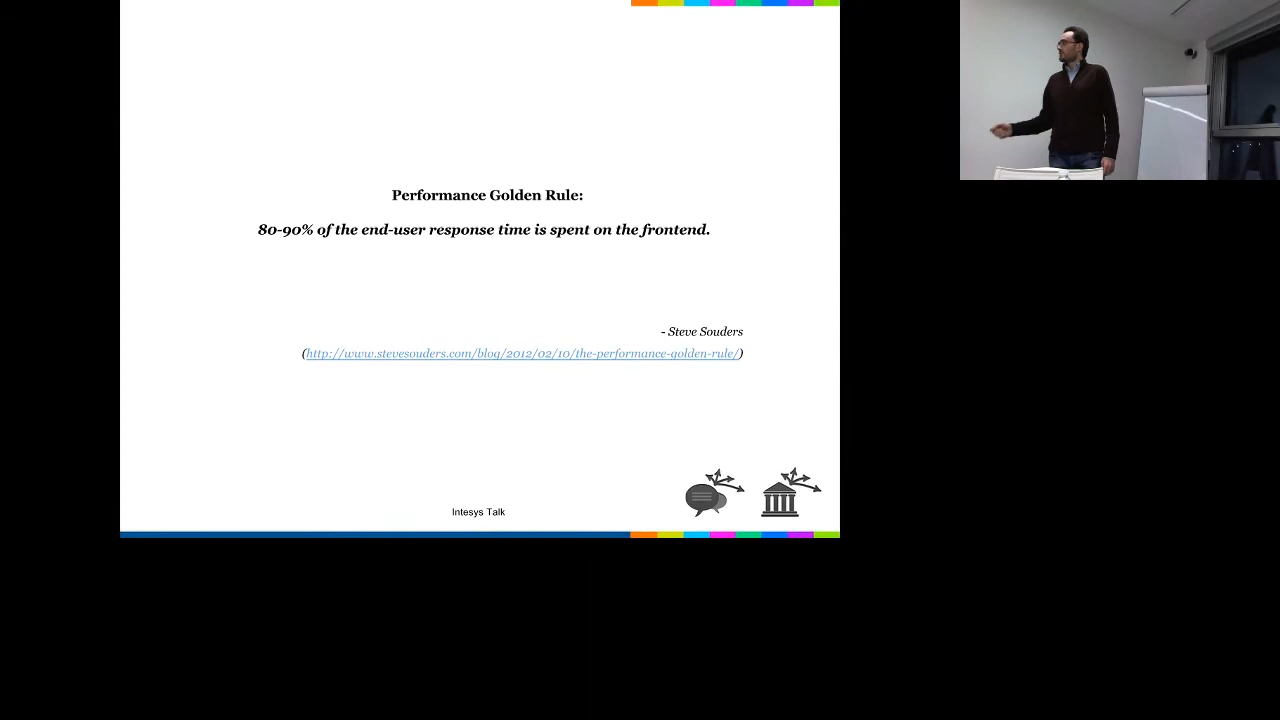 Performance Golden Rule:
80-90% of the end-user response time is spent on the frontend.
- Steve Souders
(http://www.stevesouders.com/blog/2012/02/10/the-performance-golden-rule/)
Intesys Talk